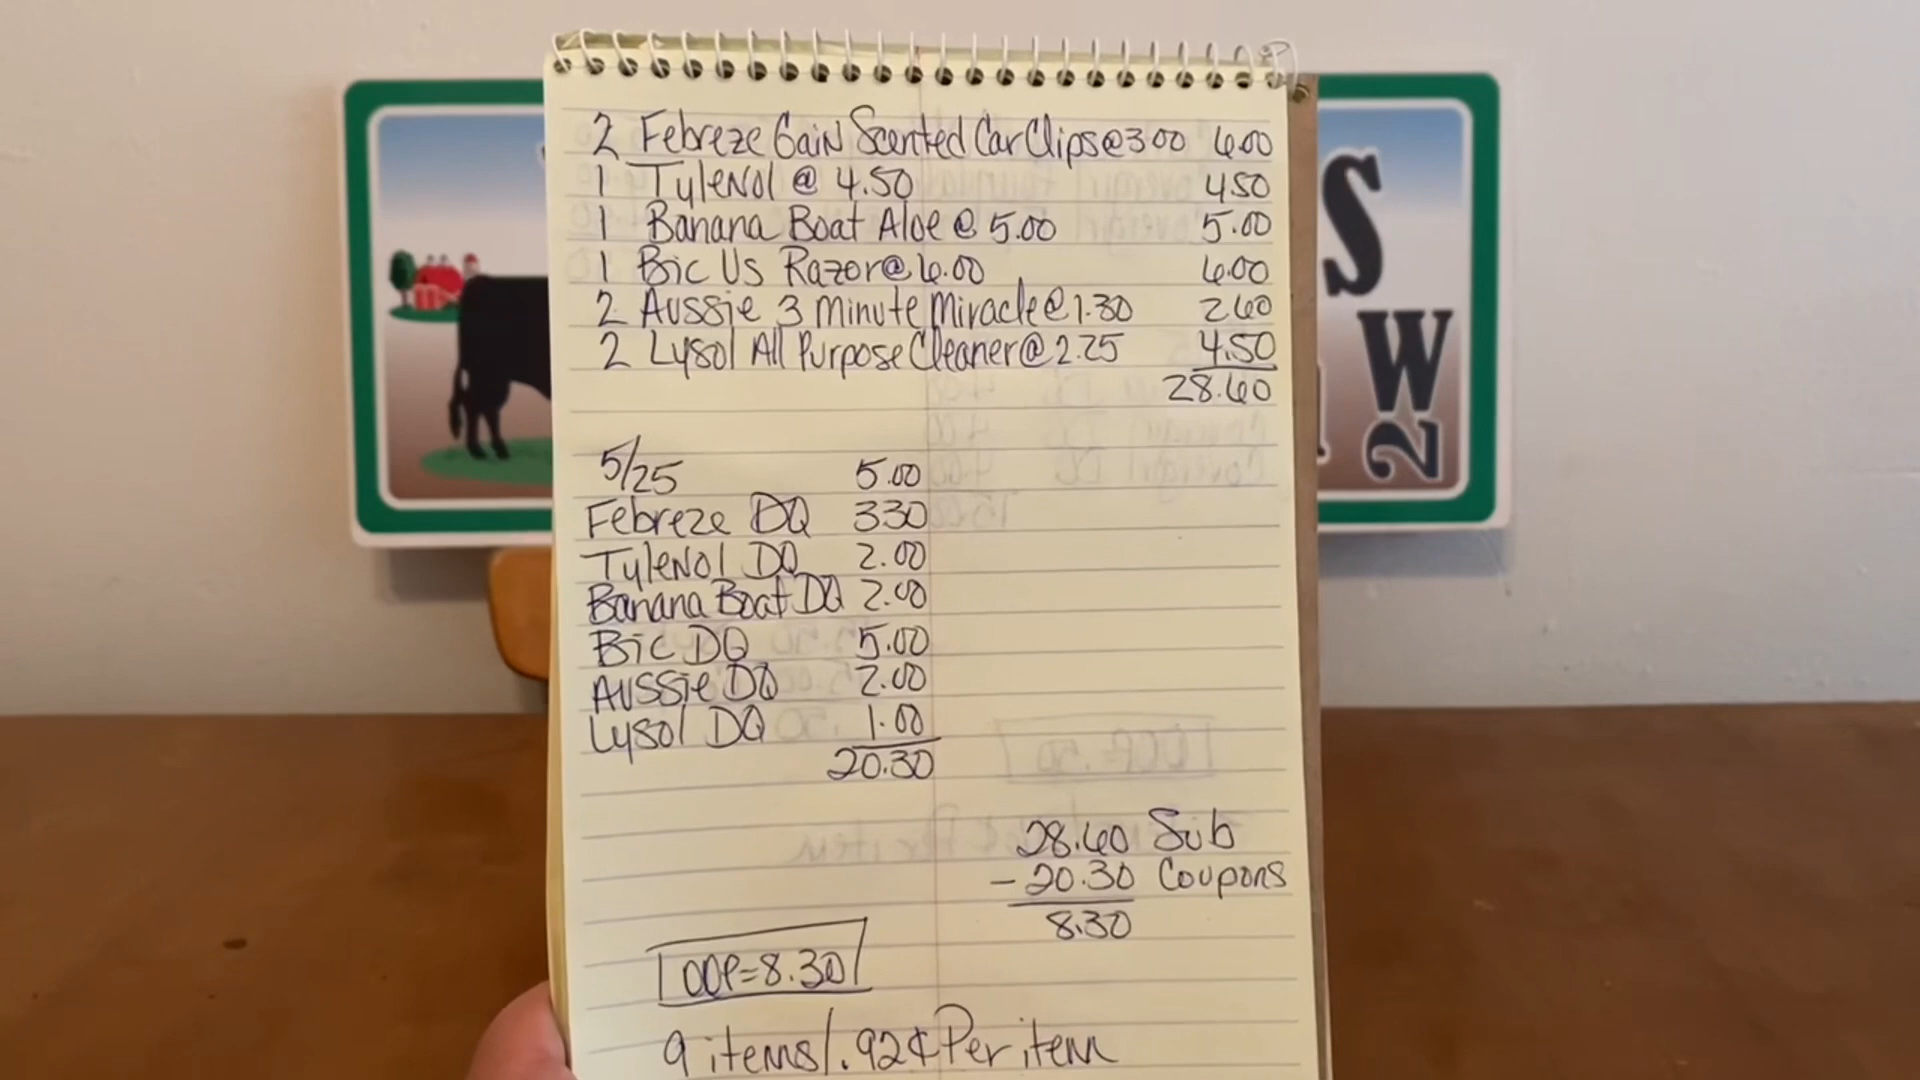 2 Febreze Gain Scented Car Clips @ 3.00 6.00
1 Tylenol @ 4.50 4.50
1 Banana Boat Aloe @ 5.00 5.00
1 Bic Us Razor @ 6.00 6.00
2 Aussie 3 Minute Miracle @ 1.30 2.60
2 Lysol All Purpose Cleaner @ 2.25 4.50
28.60
5/25 5.00
Febreze DQ 3.30
Tylenol DQ 2.00
Banana Boat DQ 2.00
Bic DQ 5.00
Aussie DQ 2.00
Lysol DQ 1.00
20.30
28.60 Sub
- 20.30 Coupons
8.30
OOP=8.30
9 items/.92¢ Per item
S
W
2